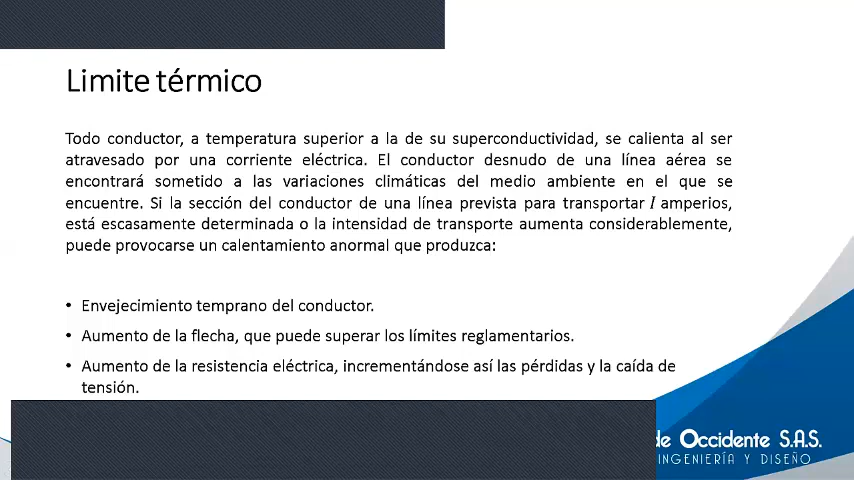 Limite térmico
Todo conductor, a temperatura superior a la de su superconductividad, se calienta al ser
atravesado por una corriente eléctrica. El conductor desnudo de una línea aérea se
encontrará sometido a las variaciones climáticas del medio ambiente en el que se
encuentre. Si la sección del conductor de una línea prevista para transportar I amperios,
está escasamente determinada o la intensidad de transporte aumenta considerablemente,
puede provocarse un calentamiento anormal que produzca:
• Envejecimiento temprano del conductor.
• Aumento de la flecha, que puede superar los límites reglamentarios.
• Aumento de la resistencia eléctrica, incrementándose así las pérdidas y la caída de
tensión.
de Occidente S.A.S.
INGENIERÍA Y DISEÑO